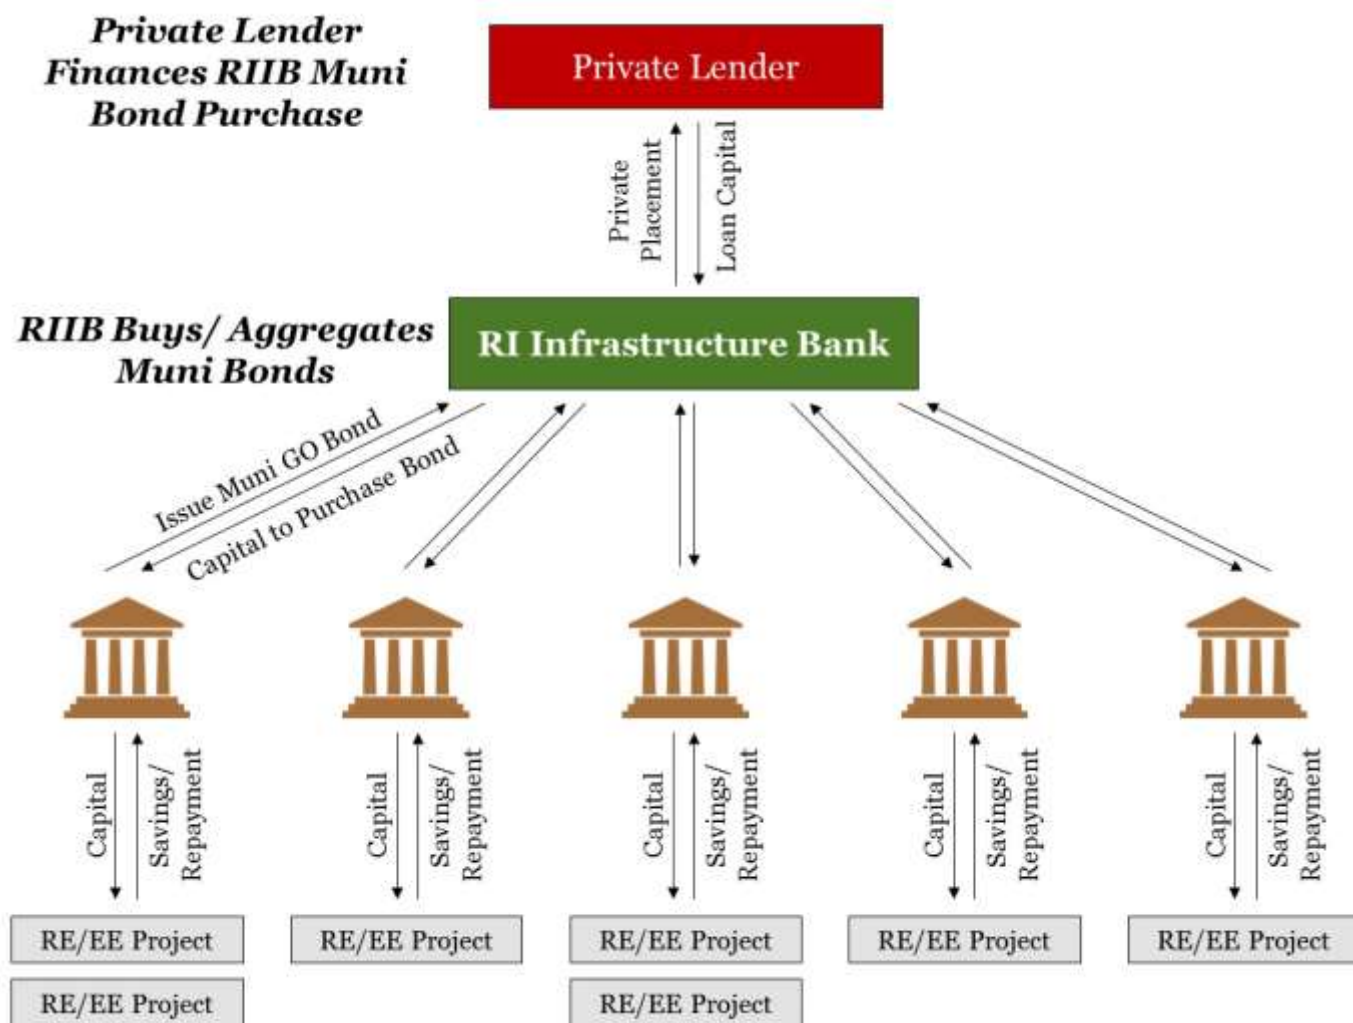 Private Lender
Finances RIIB Muni
Bond Purchase
Private Lender
Private
Placement
Loan Capital
RIIB Buys/ Aggregates
Muni Bonds
RI Infrastructure Bank
Issue Muni GO Bond
Capital to Purchase Bond
Capital
Savings/
Repayment
Capital
Savings/
Repayment
Capital
Savings/
Repayment
Capital
Savings/
Repayment
Capital
Savings/
Repayment
RE/EE Project
RE/EE Project
RE/EE Project
RE/EE Project
RE/EE Project
RE/EE Project
RE/EE Project